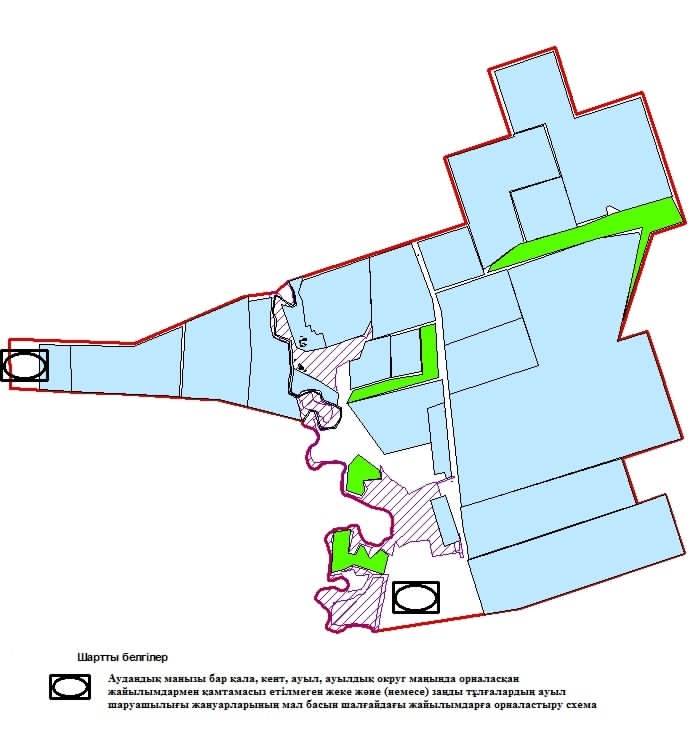 Шартты белгілер
Аудандық манызы бар қала, кент, ауыл, ауылдық округ маңында орналасқан
жайылымдармен қамтамасыз етілмеген жеке және (немесе) заңды тұлғалардың ауыл
шаруашылығы жануарларының мал басын шалғайдағы жайылымдарға орналастыру схема